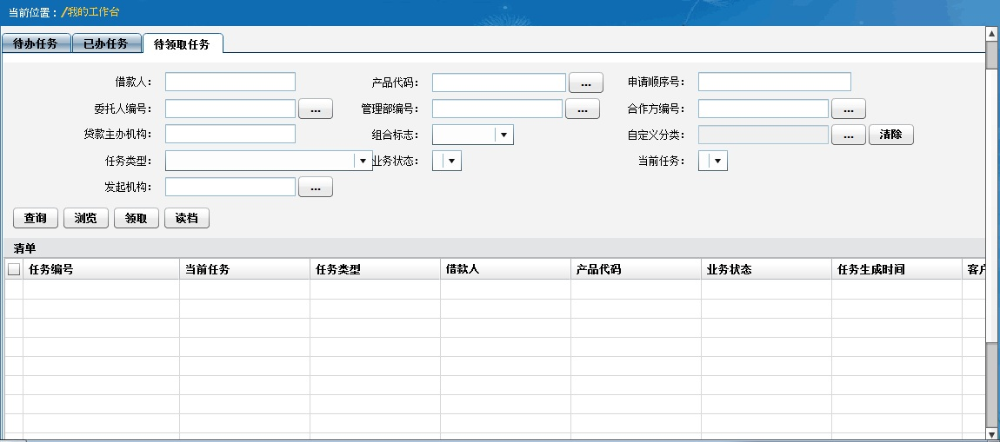 当前位置：/我的工作台
待办任务 已办任务 待领取任务
借款人： 产品代码： ... 申请顺序号：
委托人编号： ... 管理部编号： ... 合作方编号： ...
贷款主办机构： 组合标志： 自定义分类： ... 清除
任务类型： 业务状态： 当前任务：
发起机构： ...
查询 浏览 领取 读档
清单
任务编号 当前任务 任务类型 借款人 产品代码 业务状态 任务生成时间 客户